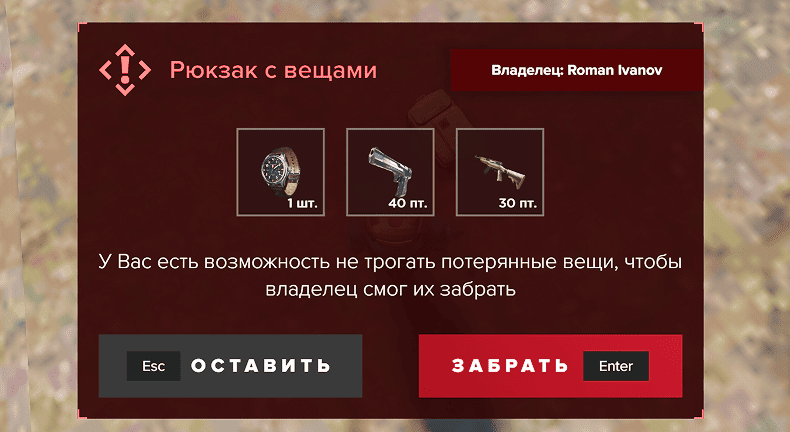 Рюкзак с вещами
Владелец: Roman Ivanov
1 шт.
40 пт.
30 пт.
У Вас есть возможность не трогать потерянные вещи, чтобы
владелец смог их забрать
Esc ОСТАВИТЬ
ЗАБРАТЬ Enter